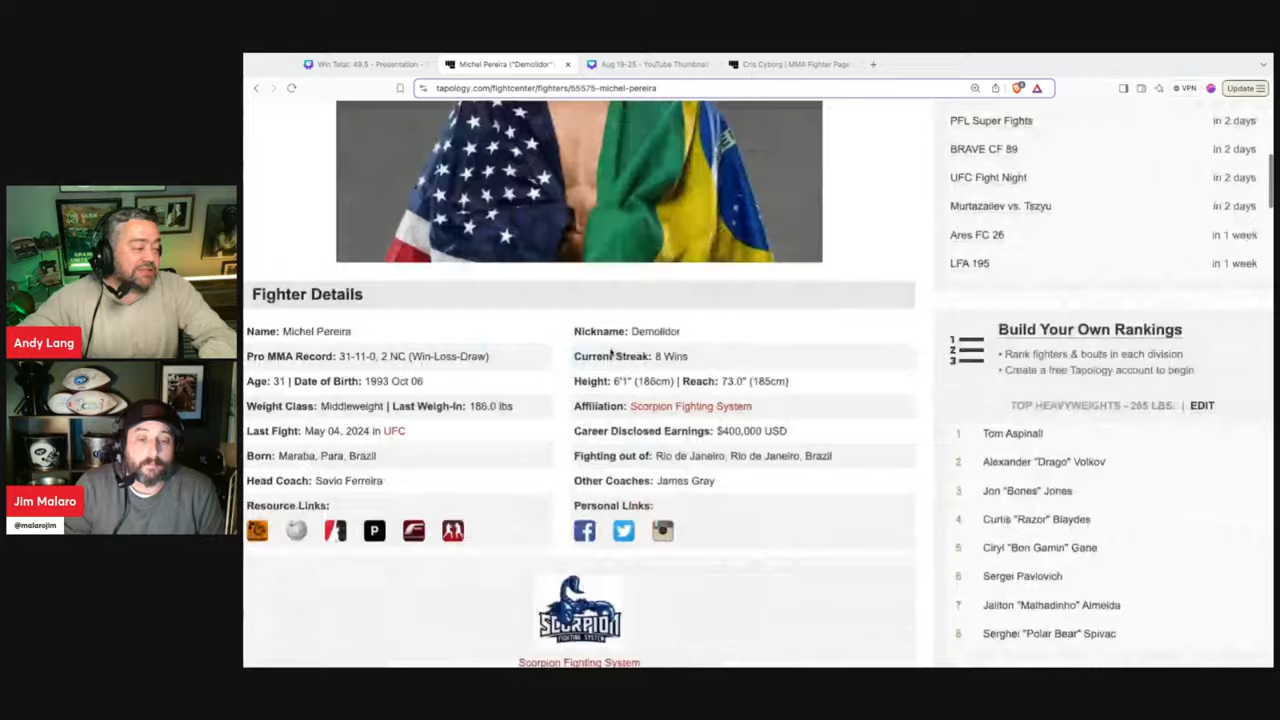 Win Total: 49.5 - Presentation -
Michel Pereira ("Demolidor"
Aug 19-25 - YouTube Thumbnail
Cris Cyborg | MMA Fighter Page
tapology.com/fightcenter/fighters/55575-michel-pereira
VPN
Update
PFL Super Fights in 2 days
BRAVE CF 89 in 2 days
UFC Fight Night in 2 days
Murtazaliev vs. Tszyu in 2 days
Ares FC 26 in 1 week
LFA 195 in 1 week
Fighter Details
Name: Michel Pereira
Nickname: Demolidor
Pro MMA Record: 31-11-0, 2 NC (Win-Loss-Draw)
Current Streak: 8 Wins
Age: 31 | Date of Birth: 1993 Oct 06
Height: 6'1" (186cm) | Reach: 73.0" (185cm)
Weight Class: Middleweight | Last Weigh-In: 186.0 lbs
Affiliation: Scorpion Fighting System
Last Fight: May 04, 2024 in UFC
Career Disclosed Earnings: $400,000 USD
Born: Maraba, Para, Brazil
Fighting out of: Rio de Janeiro, Rio de Janeiro, Brazil
Head Coach: Savio Ferreira
Other Coaches: James Gray
Resource Links:
Personal Links:
P
SCORPION
FIGHTING SYSTEM
Scorpion Fighting System
Build Your Own Rankings
• Rank fighters & bouts in each division
• Create a free Tapology account to begin
TOP HEAVYWEIGHTS - 265 LBS. | EDIT
1 Tom Aspinall
2 Alexander "Drago" Volkov
3 Jon "Bones" Jones
4 Curtis "Razor" Blaydes
5 Ciryl "Bon Gamin" Gane
6 Sergei Pavlovich
7 Jailton "Malhadinho" Almeida
8 Serghei "Polar Bear" Spivac
Andy Lang
Jim Malaro
@malarojim